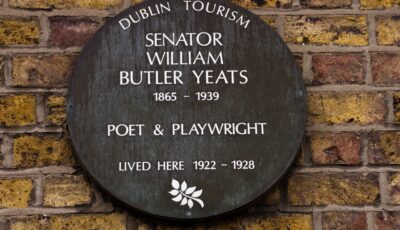 DUBLIN TOURISM
SENATOR
WILLIAM
BUTLER YEATS
1865 - 1939
POET & PLAYWRIGHT
LIVED HERE 1922 - 1928